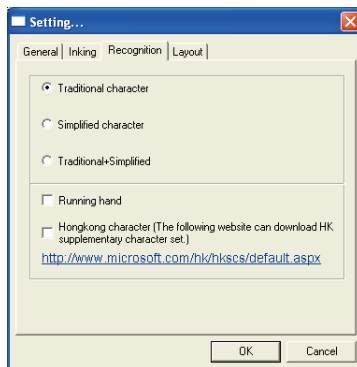 Setting...
General Inking Recognition Layout
Traditional character
Simplified character
Traditional+Simplified
Running hand
Hongkong character (The following website can download HK
supplementary character set.)
http://www.microsoft.com/hk/hkscs/default.aspx
OK Cancel